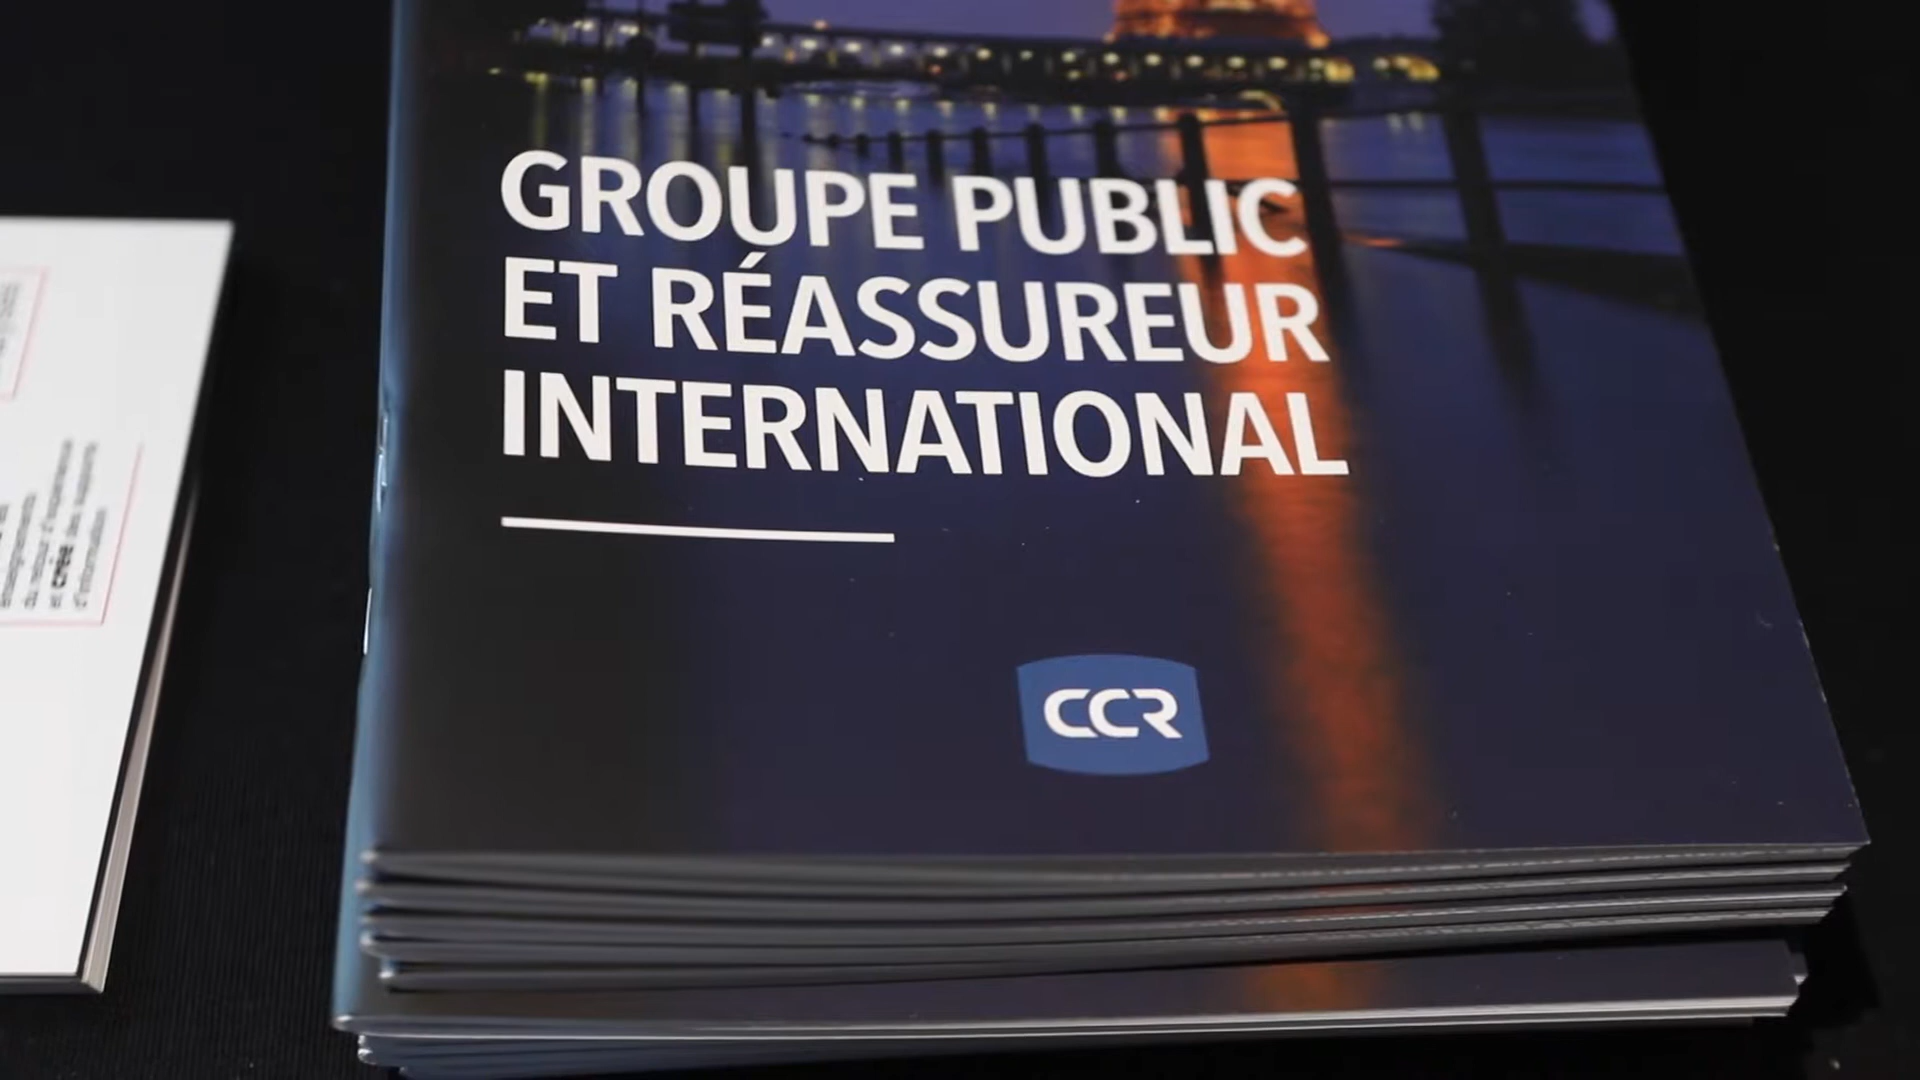 GROUPE PUBLIC
ET RÉASSUREUR
INTERNATIONAL
CCR